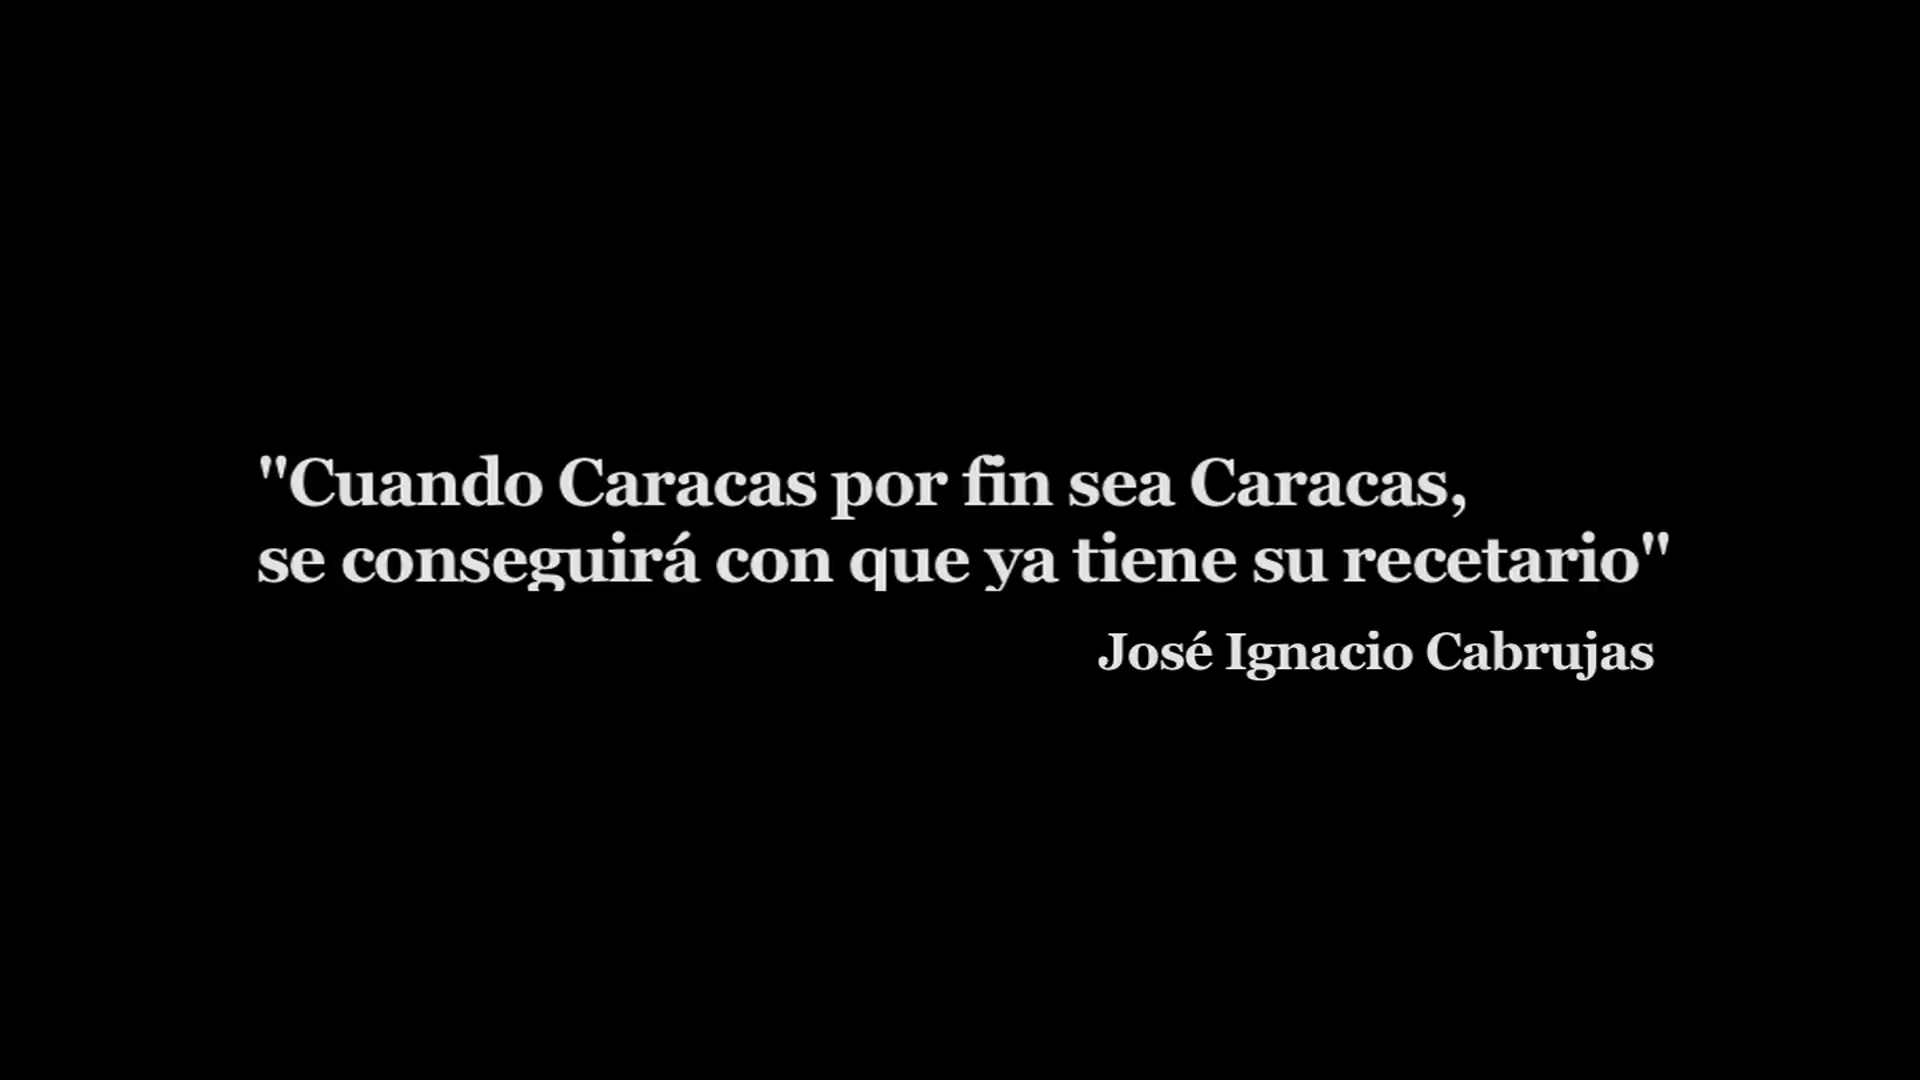 "Cuando Caracas por fin sea Caracas,
se conseguirá con que ya tiene su recetario"
José Ignacio Cabrujas